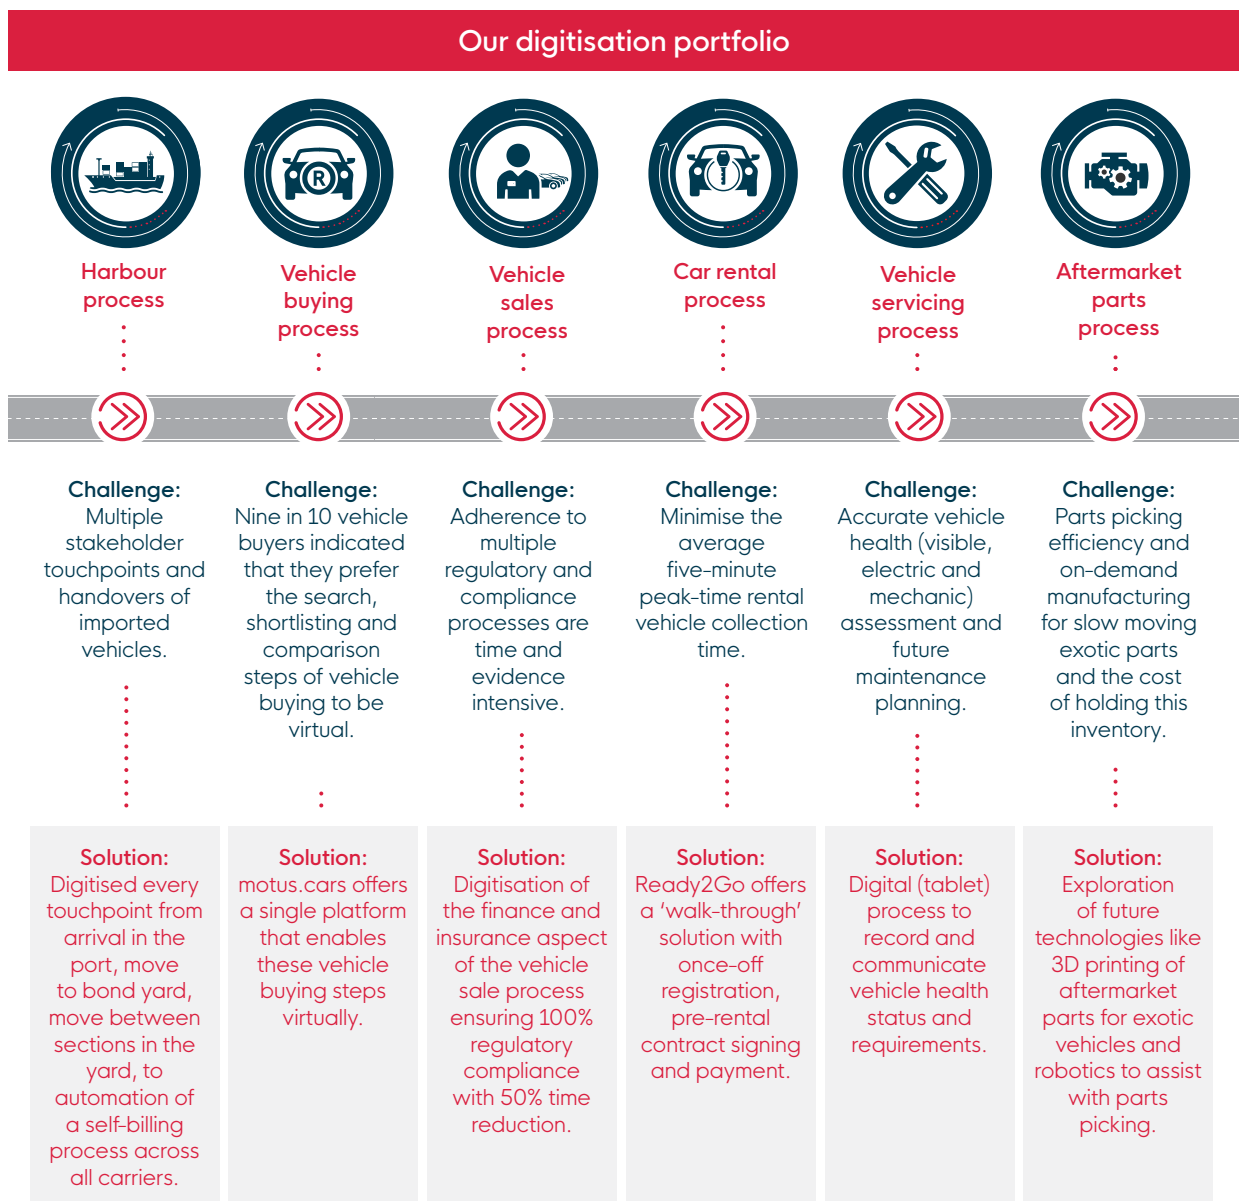 Our digitisation portfolio
R
Harbour
process
Vehicle
buying
process
Vehicle
sales
process
Car rental
process
Vehicle
servicing
process
Aftermarket
parts
process
Challenge:
Multiple
stakeholder
touchpoints and
handovers of
imported
vehicles.
Challenge:
Nine in 10 vehicle
buyers indicated
that they prefer
the search,
shortlisting and
comparison
steps of vehicle
buying to be
virtual.
Challenge:
Adherence to
multiple
regulatory and
compliance
processes are
time and
evidence
intensive.
Challenge:
Minimise the
average
five-minute
peak-time rental
vehicle collection
time.
Challenge:
Accurate vehicle
health (visible,
electric and
mechanic)
assessment and
future
maintenance
planning.
Challenge:
Parts picking
efficiency and
on-demand
manufacturing
for slow moving
exotic parts
and the cost
of holding this
inventory.
Solution:
Digitised every
touchpoint from
arrival in the
port, move
to bond yard,
move between
sections in the
yard, to
automation of
a self-billing
process across
all carriers.
Solution:
motus.cars offers
a single platform
that enables
these vehicle
buying steps
virtually.
Solution:
Digitisation of
the finance and
insurance aspect
of the vehicle
sale process
ensuring 100%
regulatory
compliance
with 50% time
reduction.
Solution:
Ready2Go offers
a ‘walk-through’
solution with
once-off
registration,
pre-rental
contract signing
and payment.
Solution:
Digital (tablet)
process to
record and
communicate
vehicle health
status and
requirements.
Solution:
Exploration
of future
technologies like
3D printing of
aftermarket
parts for exotic
vehicles and
robotics to assist
with parts
picking.